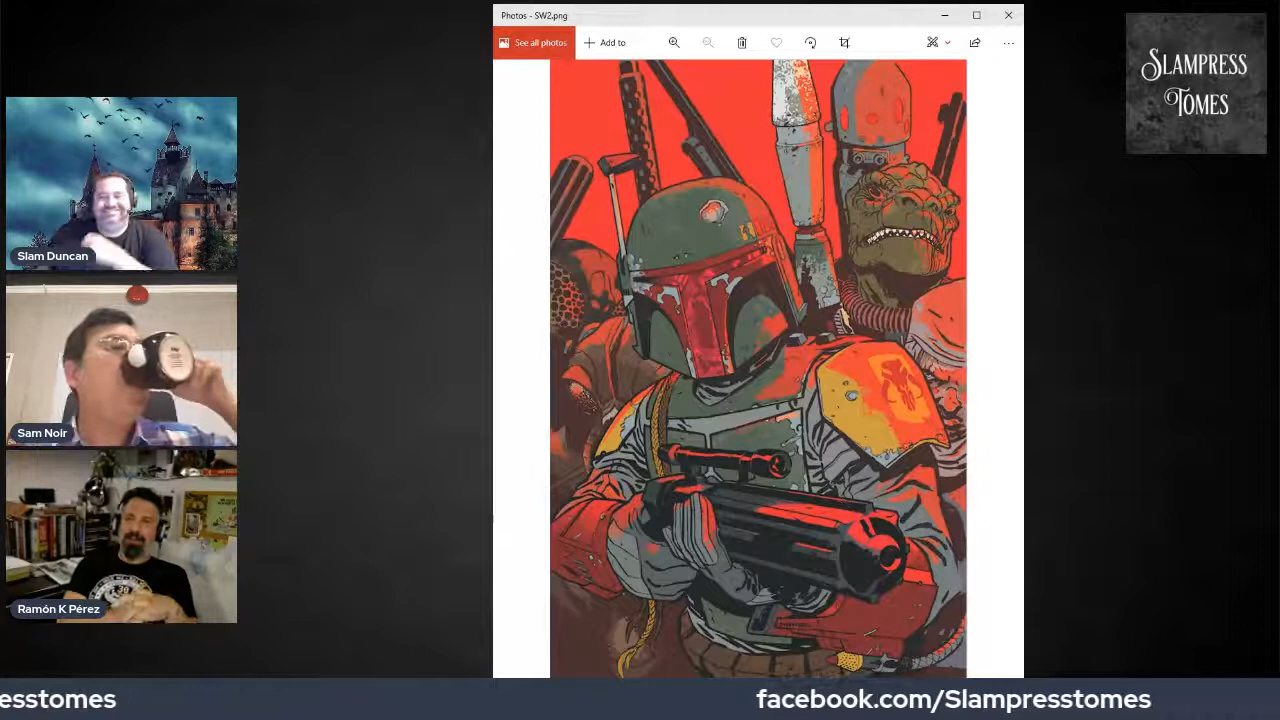 Photos - SW2.png
See all photos
Add to
SLAMPRESS
TOMES
Slam Duncan
Sam Noir
Ramón K Pérez
esstomes
facebook.com/Slampresstomes